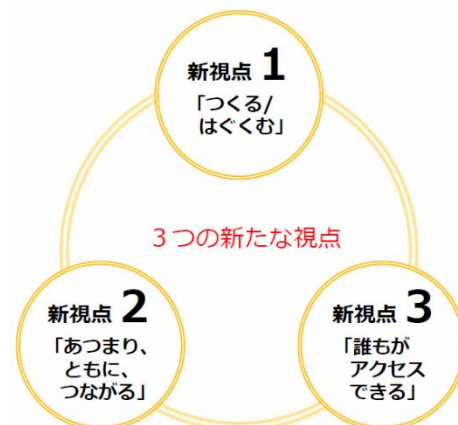 新視点 1
「つくる/
はぐくむ」
3つの新たな視点
新視点 2
「あつまり、
ともに、
つながる」
新視点 3
「誰もが
アクセス
できる」